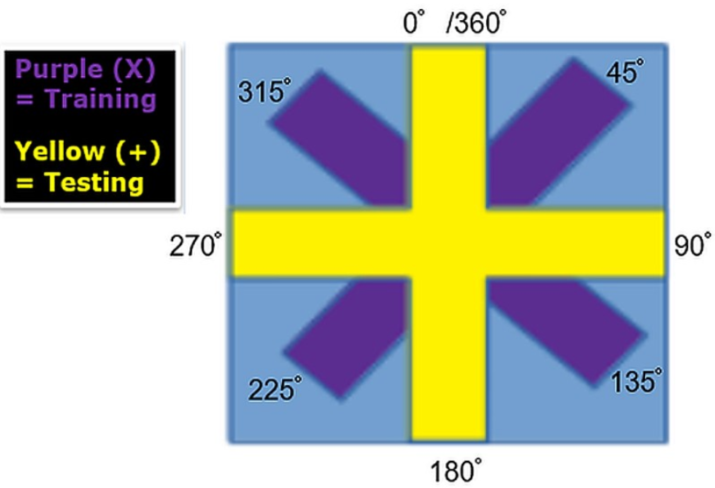 0° /360°
Purple (X)
= Training
Yellow (+)
= Testing
315°
45°
270°
90°
225°
135°
180°